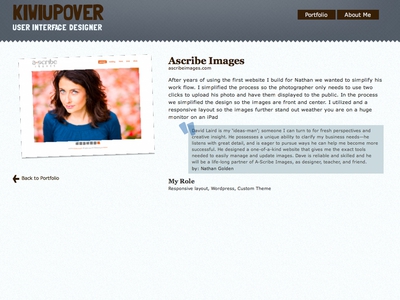 KIWIUPOVER
USER INTERFACE DESIGNER
Portfolio
About Me
a-scribe
IMAGES
Ascribe Images
ascribeimages.com
After years of using the first website I build for Nathan we wanted to simplify his
work flow. I simplified the process so the photographer only needs to use two
clicks to upload his photo and have them displayed to the public. In the process
we simplified the design so the images are front and center. I utilized and a
responsive layout so the images further stand out weather you are on a huge
monitor on an iPad
David Laird is my "ideas-man"; someone I can turn to for fresh perspectives and
creative insight. He possesses an uncanny ability to clarify my business needs—he
listens with great detail, and is eager to pursue ways he can help me become more
successful. He designed a one-of-a-kind website that gives me the exact tools
needed to easily manage and update images. Dave is reliable and skilled and he
will be a life-long partner of A-Scribe Images, as designer, teacher, and friend.
by: Nathan Golden
Back to Portfolio
My Role
Responsive layout, Wordpress, Custom Theme